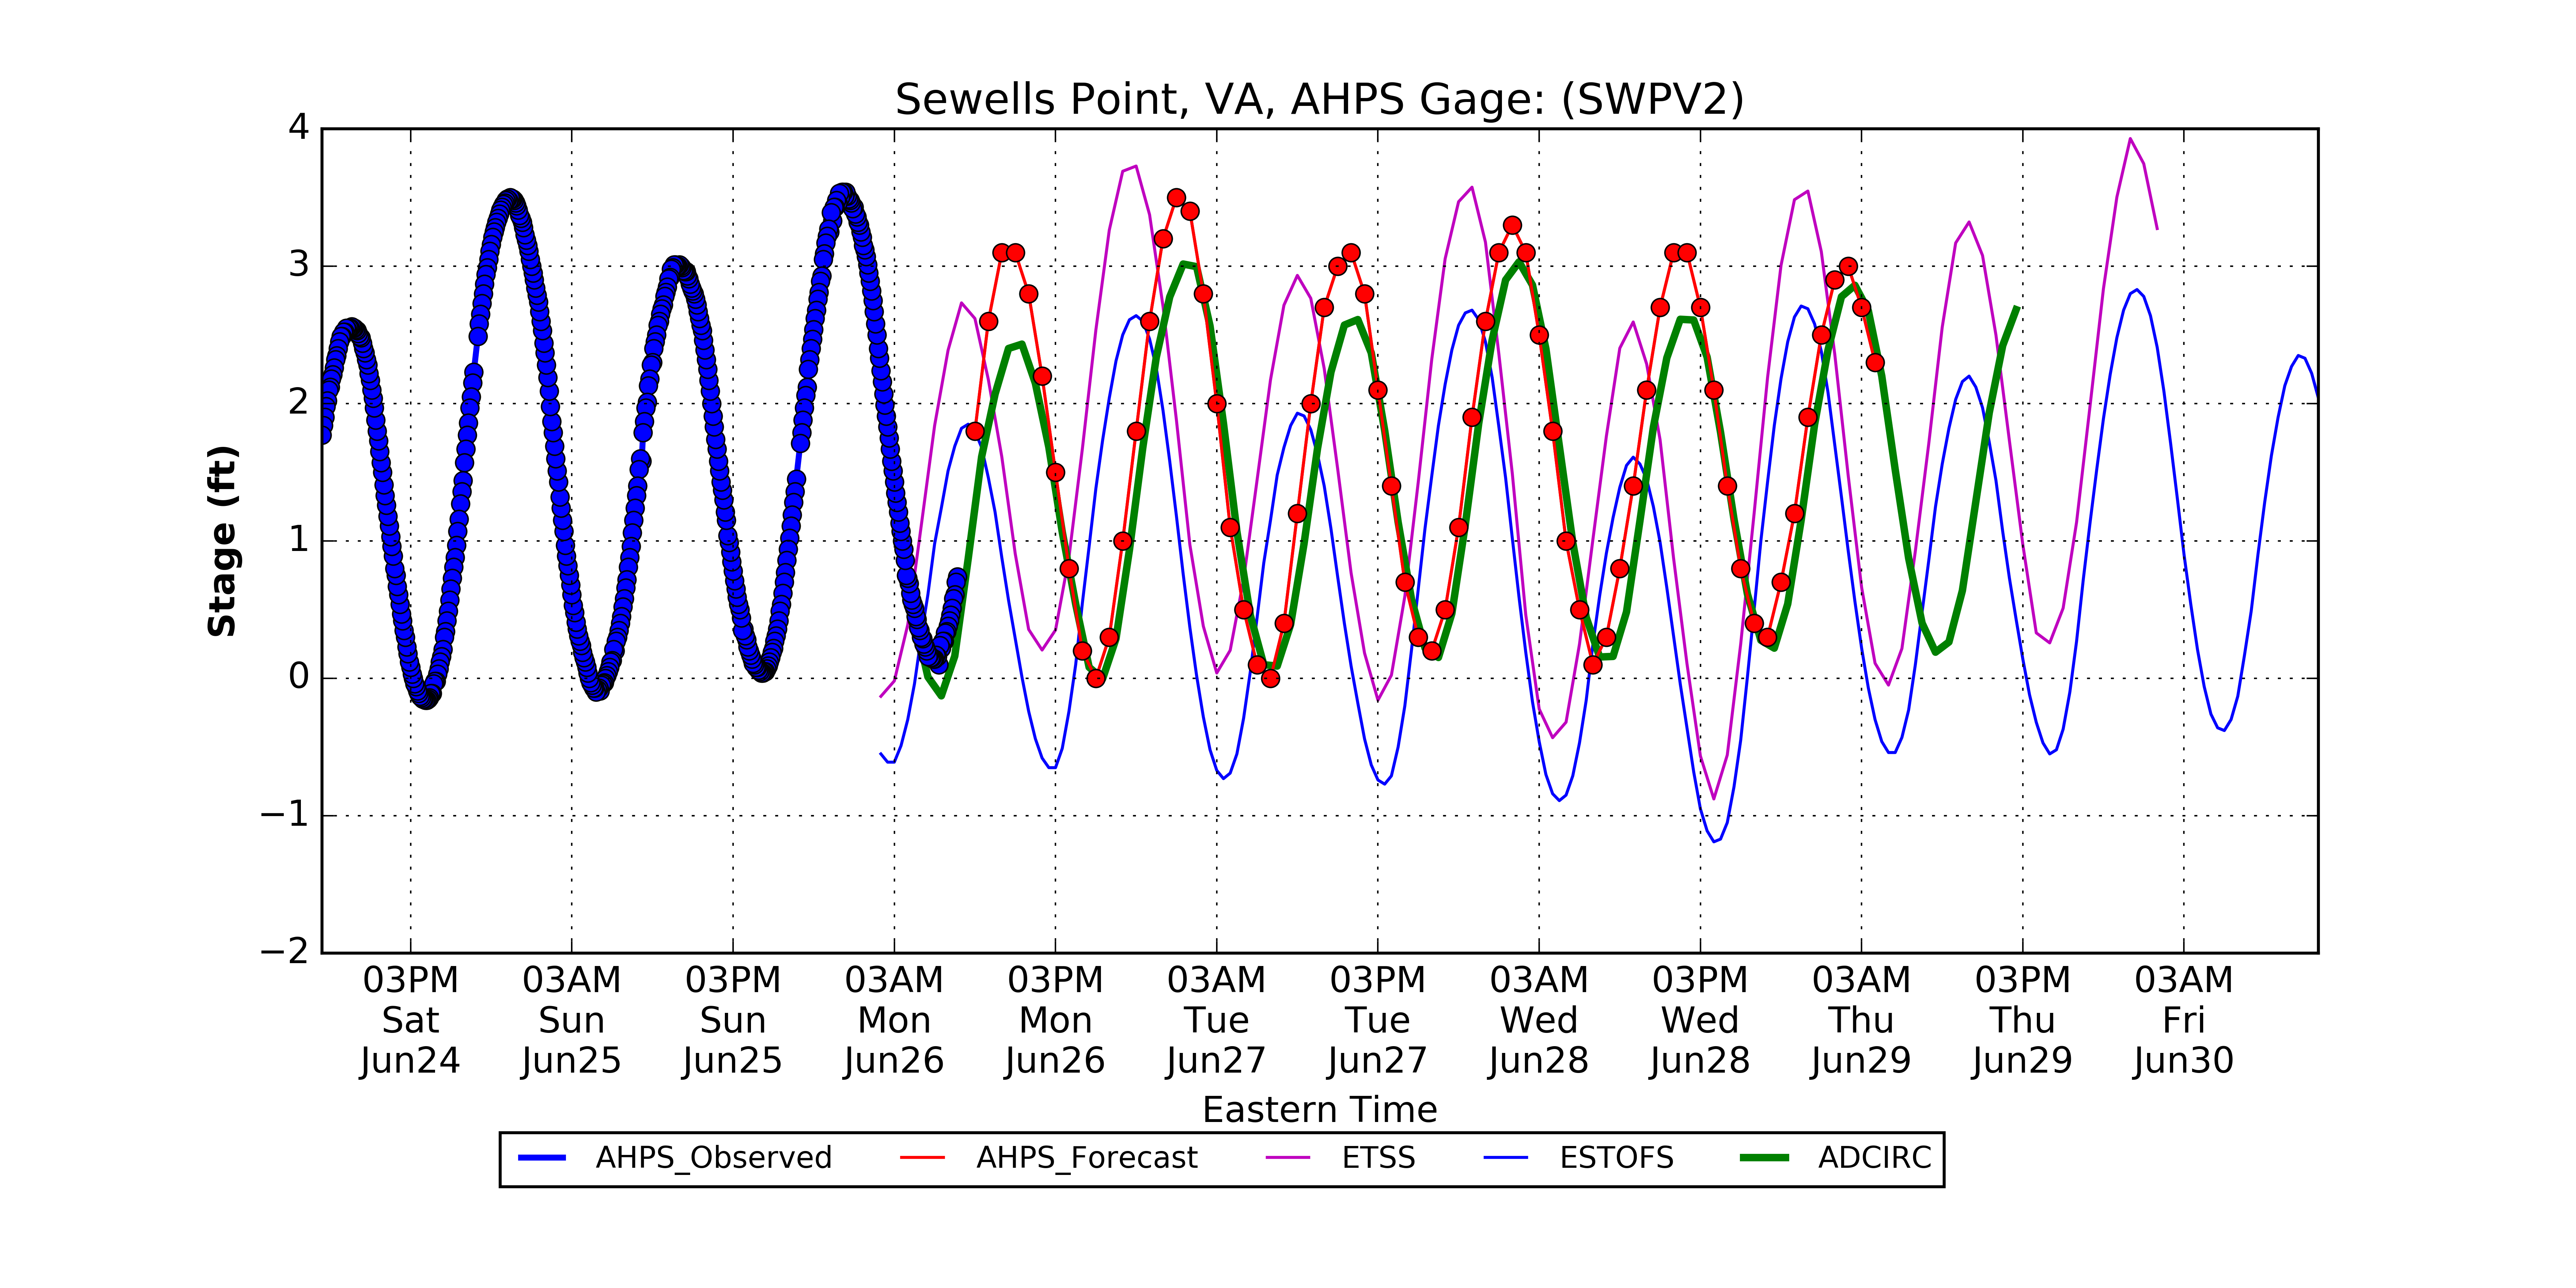 Sewells Point, VA, AHPS Gage: (SWPV2)
4
3
2
1
0
−1
−2
Stage (ft)
03PM 03AM 03PM 03AM 03PM 03AM 03PM 03AM 03PM 03AM 03PM 03AM
Sat Sun Sun Mon Mon Tue Tue Wed Wed Thu Thu Fri
Jun24 Jun25 Jun25 Jun26 Jun26 Jun27 Jun27 Jun28 Jun28 Jun29 Jun29 Jun30
Eastern Time
AHPS_Observed AHPS_Forecast ETSS ESTOFS ADCIRC